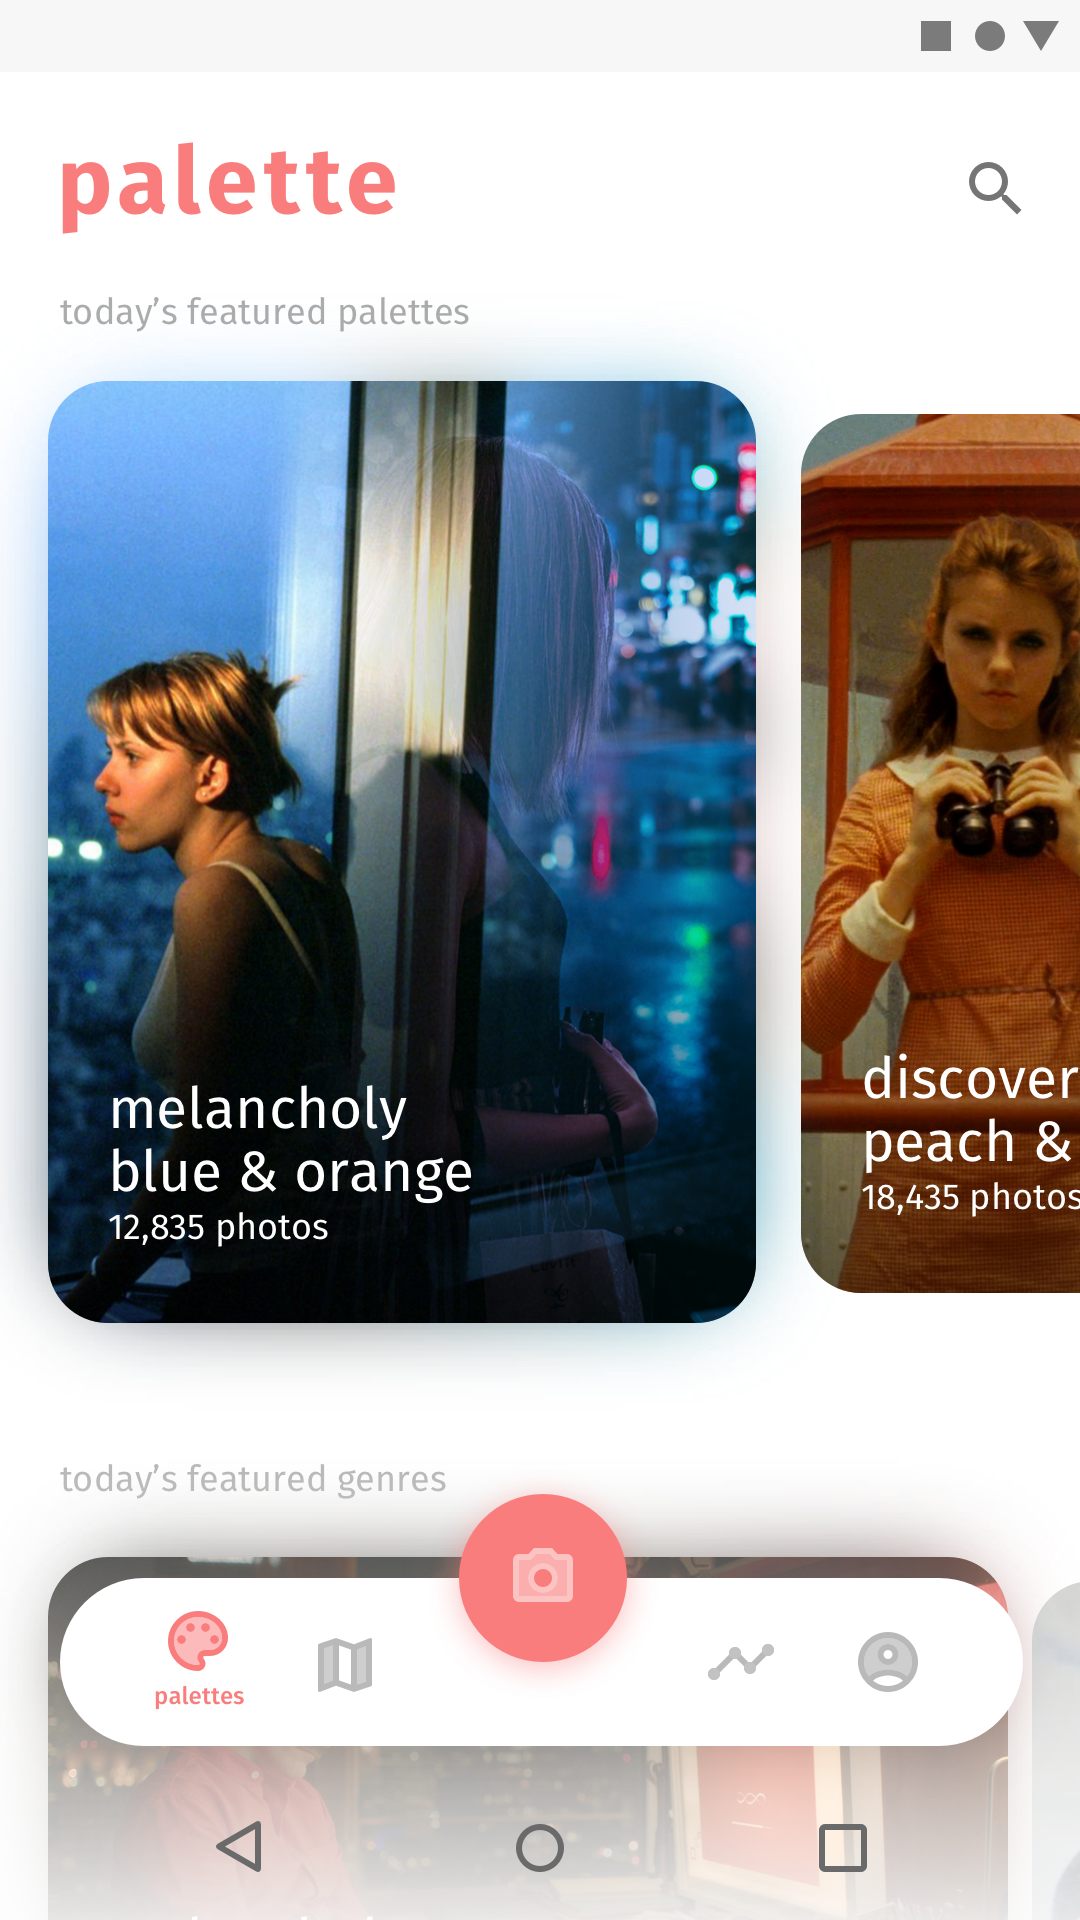 palette
today’s featured palettes
melancholy
blue & orange
12,835 photos
discover
peach &
18,435 photos
today’s featured genres
palettes